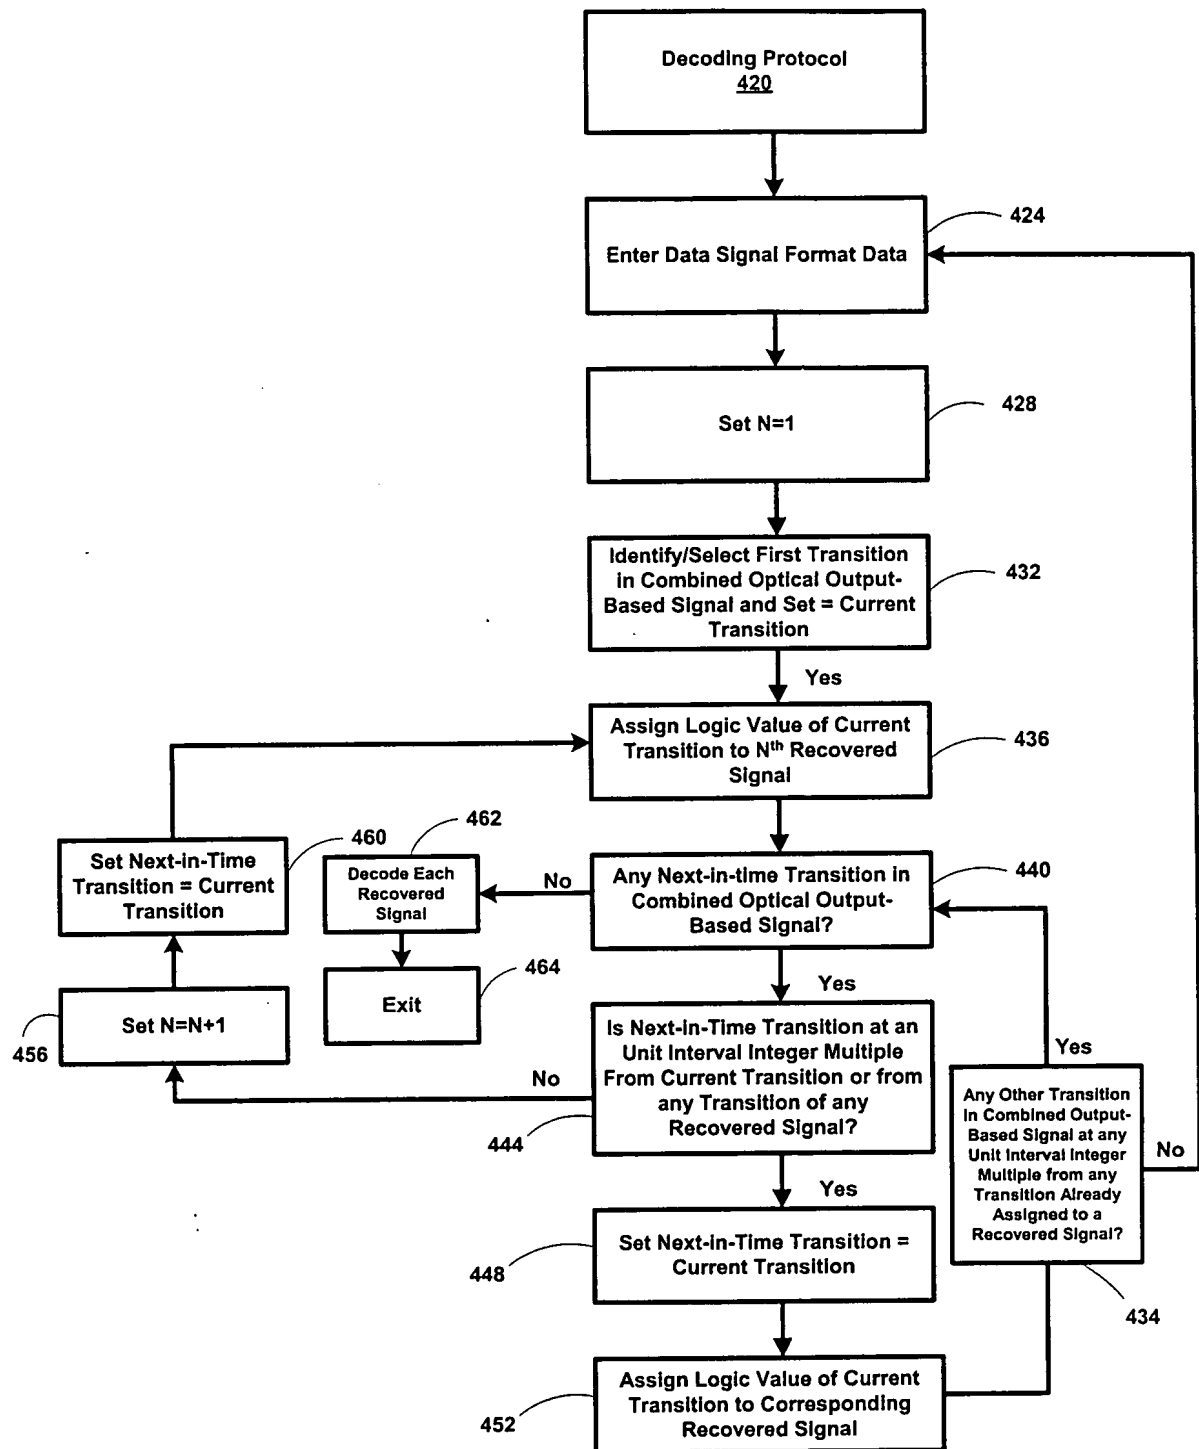 Decoding Protocol
420
424
Enter Data Signal Format Data
428
Set N=1
Identify/Select First Transition
in Combined Optical Output-
Based Signal and Set = Current
Transition
432
Yes
Assign Logic Value of Current
Transition to Nth Recovered
Signal
436
462
460
Set Next-in-Time
Transition = Current
Transition
Decode Each
Recovered
Signal
No
Any Next-in-time Transition in
Combined Optical Output-
Based Signal?
440
464
Exit
Yes
Set N=N+1
456
No
Is Next-in-Time Transition at an
Unit Interval Integer Multiple
From Current Transition or from
any Transition of any
Recovered Signal?
444
Yes
Any Other Transition
in Combined Output-
Based Signal at any
Unit Interval Integer
Multiple from any
Transition Already
Assigned to a
Recovered Signal?
No
434
Yes
Set Next-in-Time Transition =
Current Transition
448
Assign Logic Value of Current
Transition to Corresponding
Recovered Signal
452